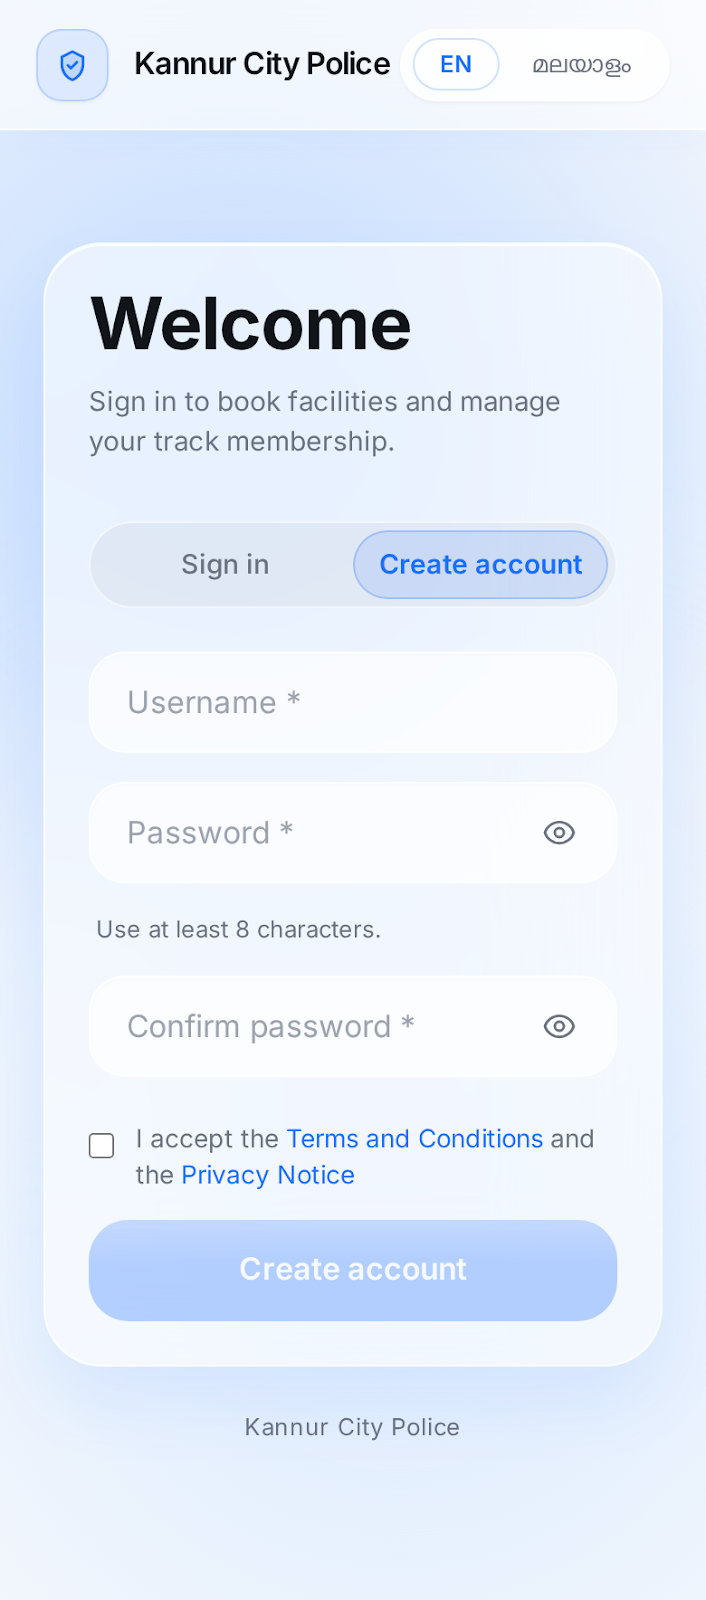 Kannur City Police
EN
മലയാളം
Welcome
Sign in to book facilities and manage
your track membership.
Sign in
Create account
Username *
Password *
Use at least 8 characters.
Confirm password *
I accept the Terms and Conditions and
the Privacy Notice
Create account
Kannur City Police